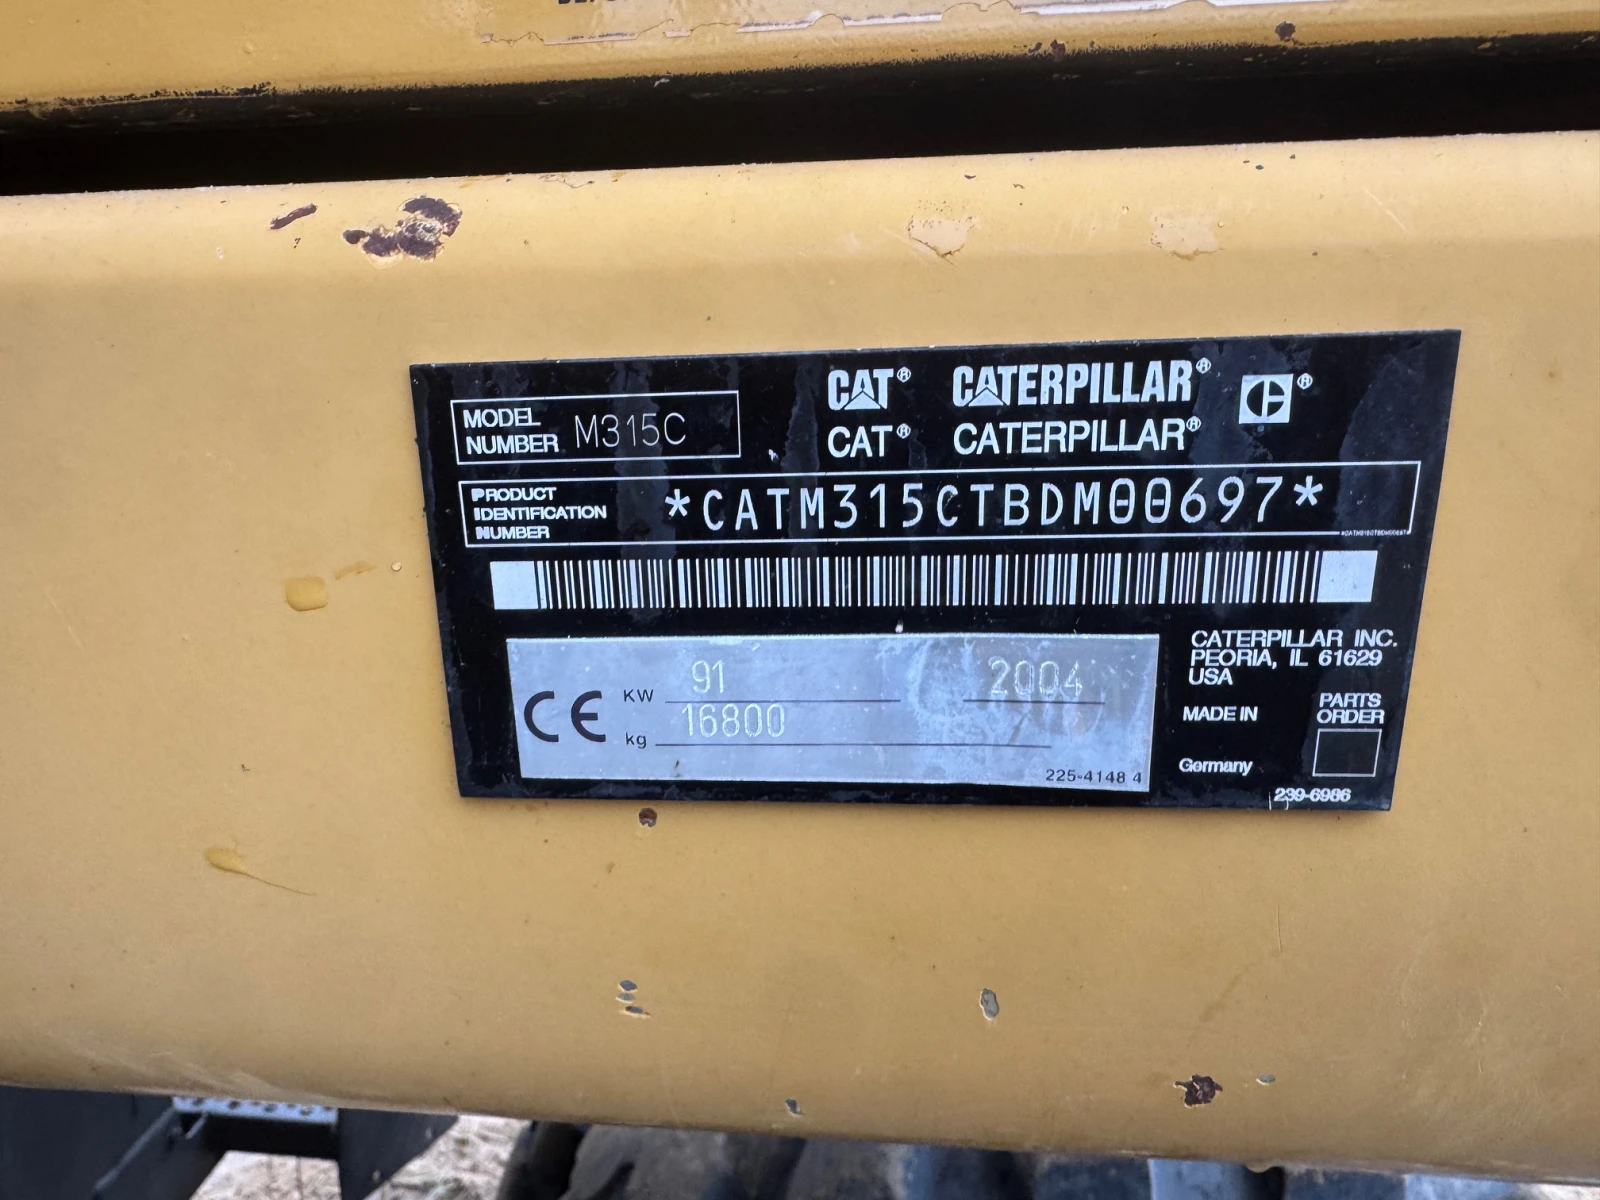 MODEL
NUMBER M315C
CAT® CATERPILLAR®
CAT® CATERPILLAR®
PRODUCT
IDENTIFICATION
NUMBER
*CATM315CTBDM00697*
CE
KW 91 2004
kg 16800
225-4148 4
CATERPILLAR INC.
PEORIA, IL 61629
USA
MADE IN
Germany
PARTS
ORDER
239-6986